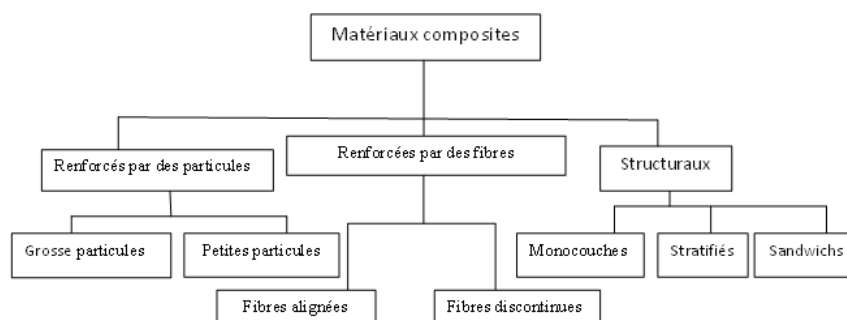 Matériaux composites
Renforcés par des particules
Renforcées par des fibres
Structuraux
Grosse particules
Petites particules
Monocouches
Stratifiés
Sandwichs
Fibres alignées
Fibres discontinues